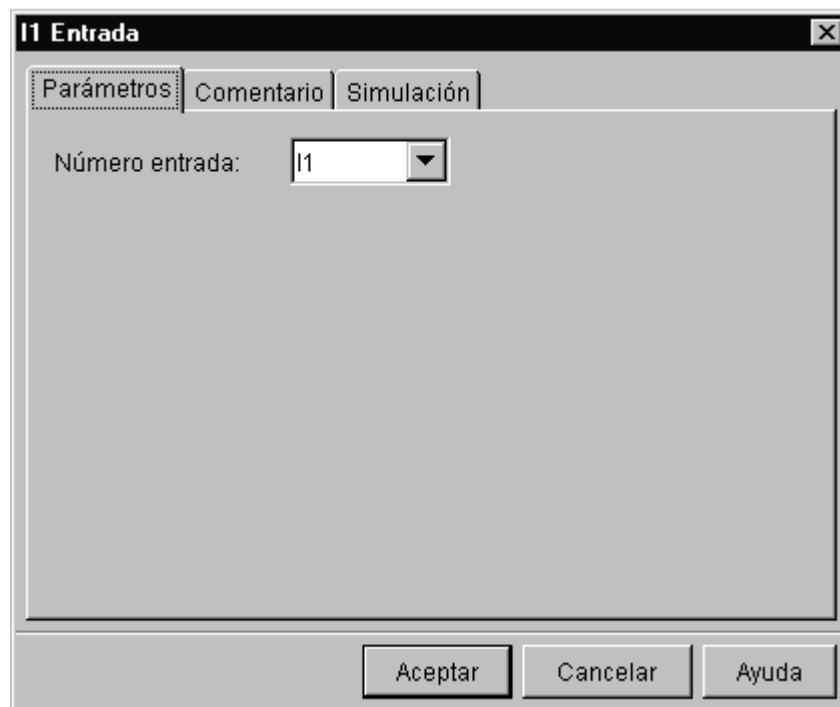 I1 Entrada
Parámetros Comentario Simulación
Número entrada: I1
Aceptar Cancelar Ayuda